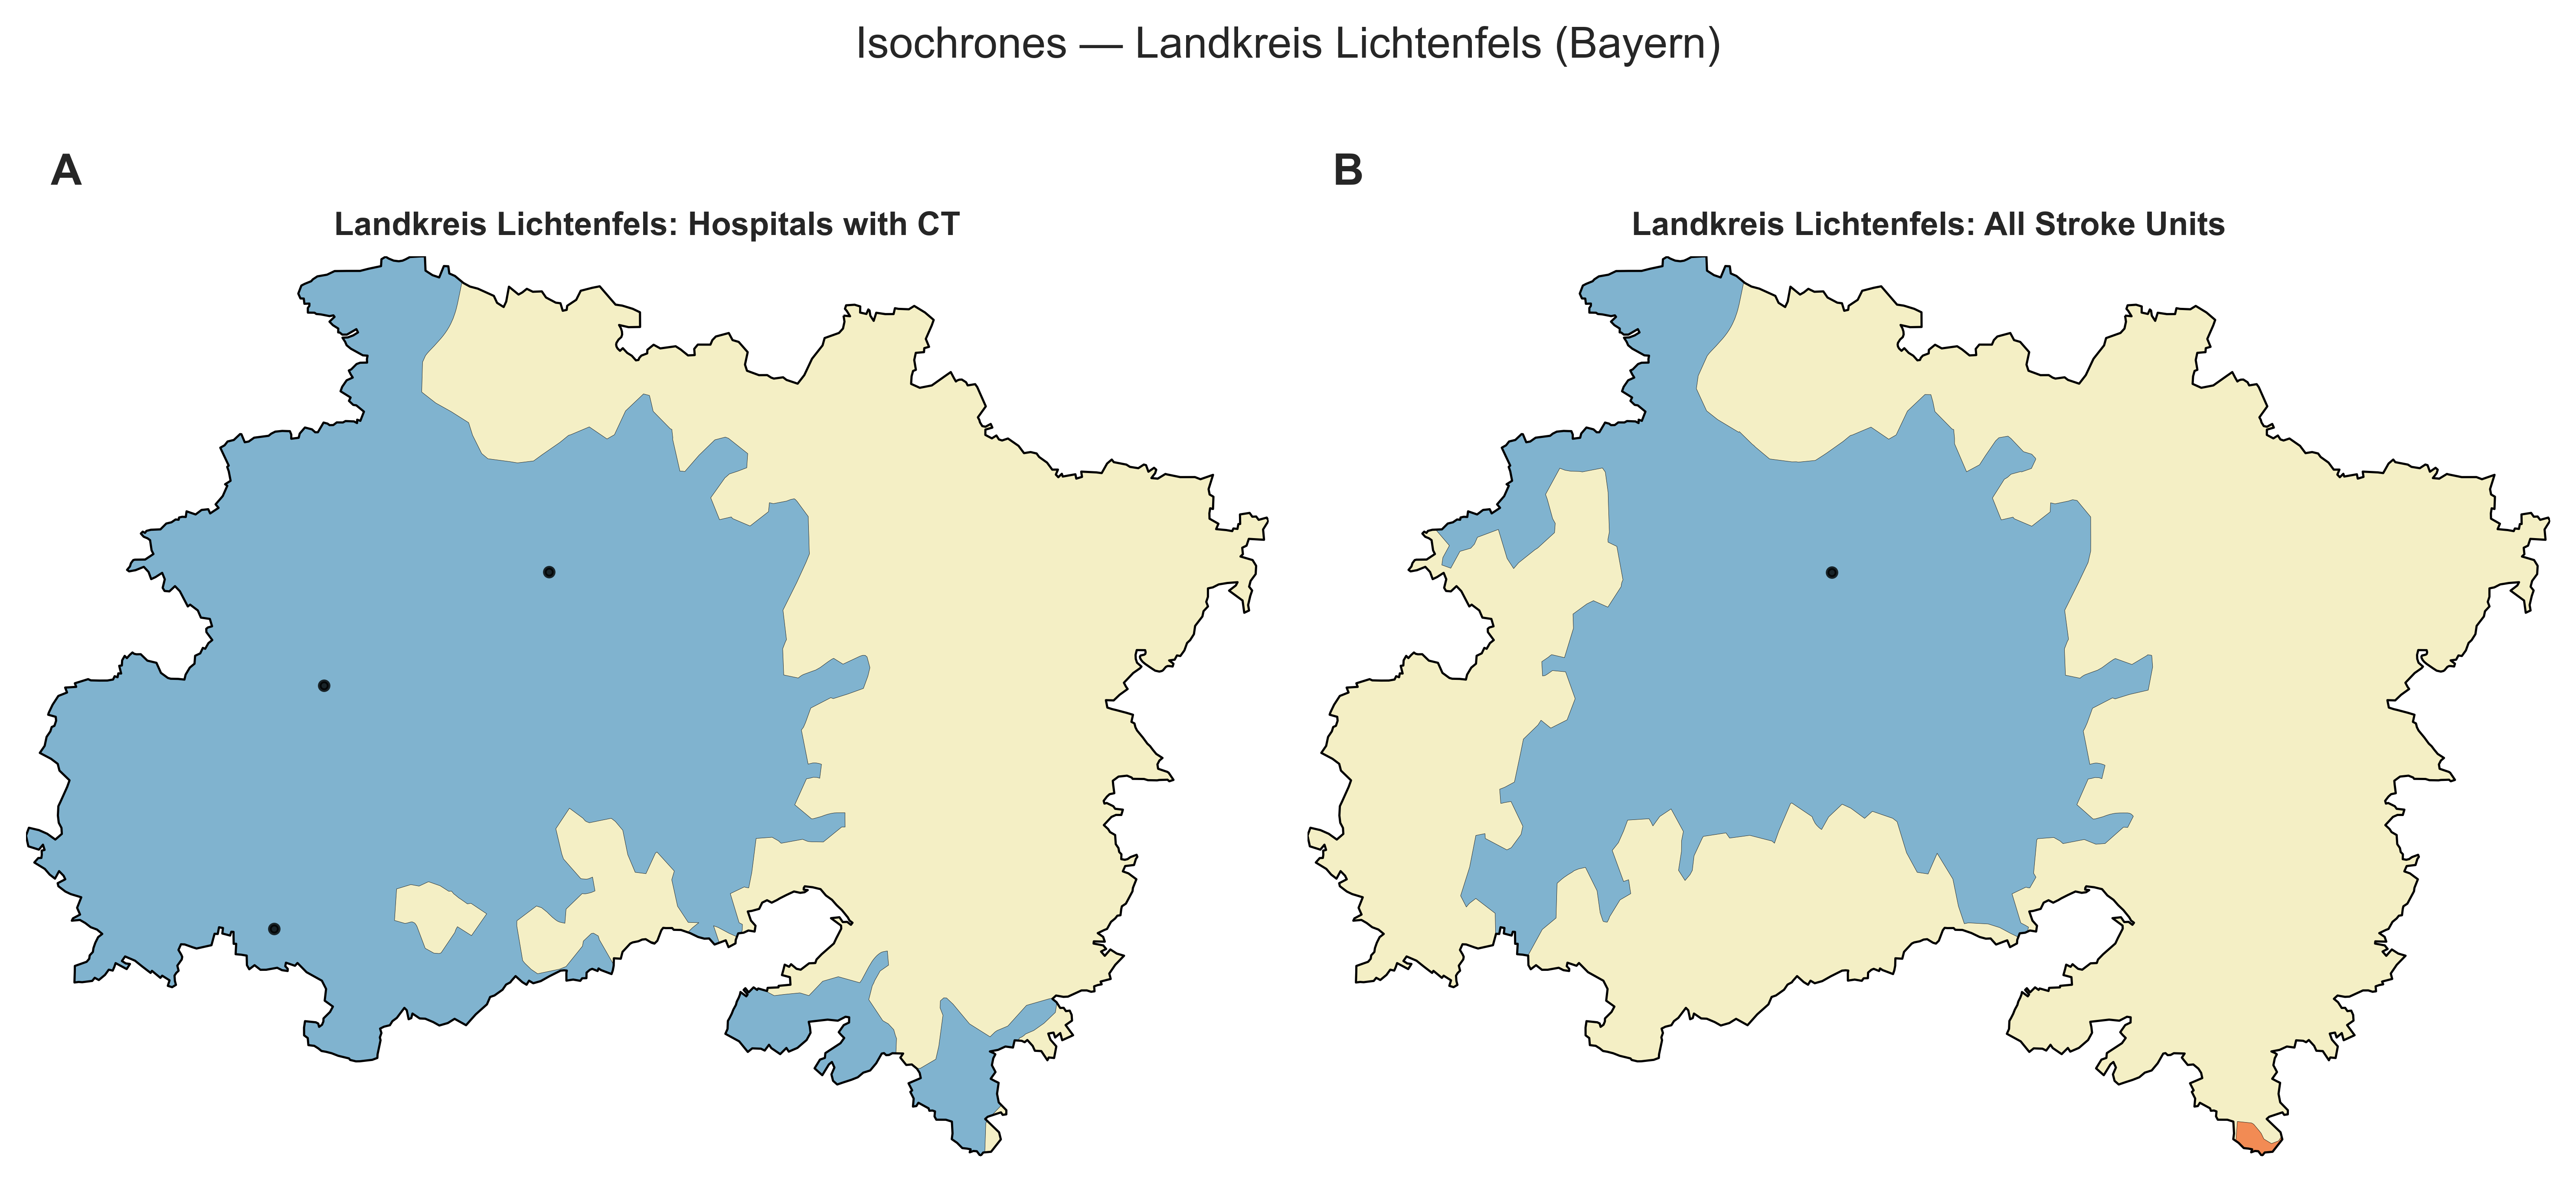 Isochrones — Landkreis Lichtenfels (Bayern)
A
B
Landkreis Lichtenfels: Hospitals with CT
Landkreis Lichtenfels: All Stroke Units